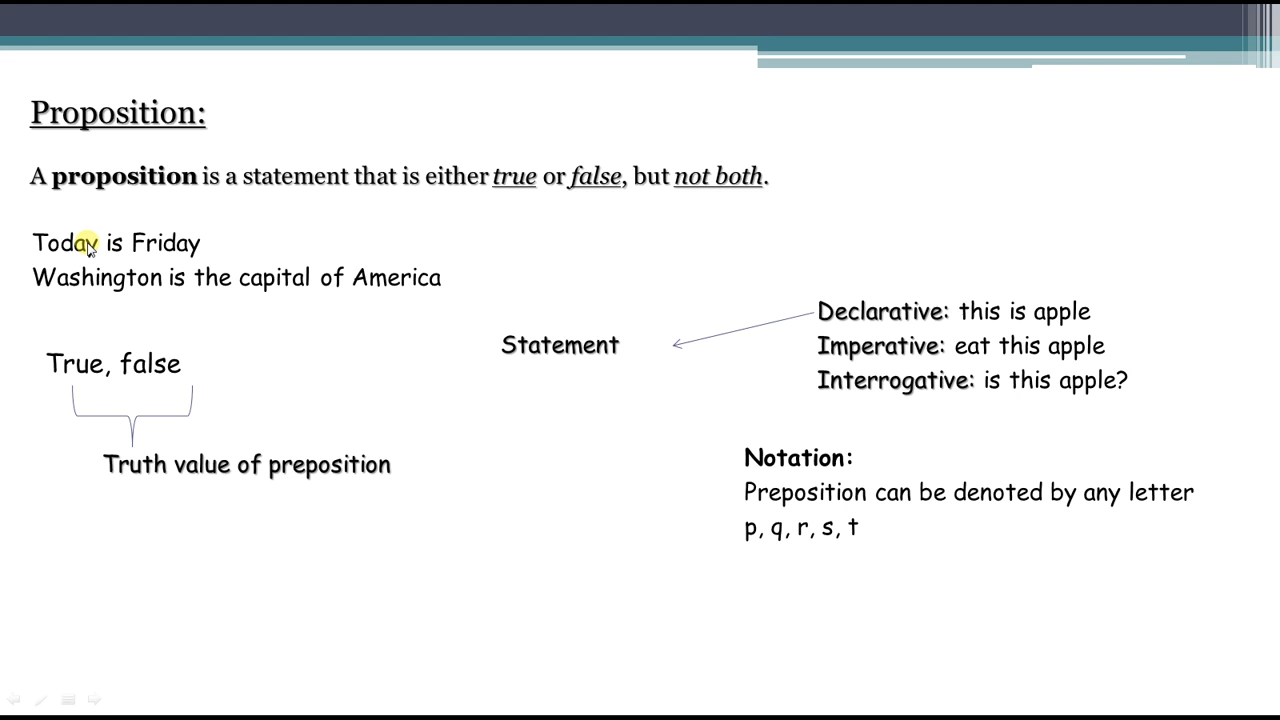 Proposition:
A proposition is a statement that is either true or false, but not both.
Today is Friday
Washington is the capital of America
Declarative: this is apple
Statement
Imperative: eat this apple
True, false
Interrogative: is this apple?
Truth value of preposition
Notation:
Preposition can be denoted by any letter
p, q, r, s, t